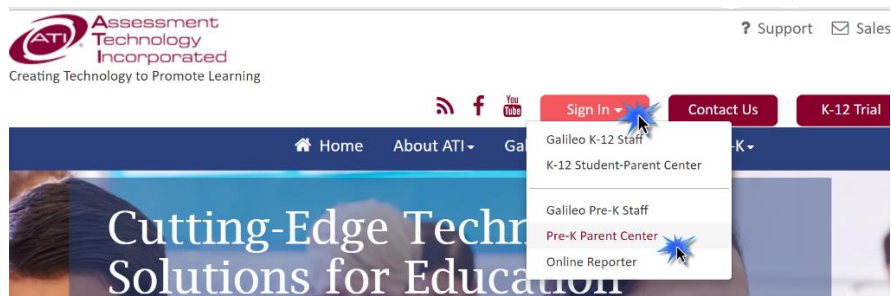 ATI
Assessment
Technology
Incorporated
Creating Technology to Promote Learning
? Support Sales
You
Tube
Sign In Contact Us K-12 Trial
Home About ATI Gal -K
Galileo K-12 Staff
K-12 Student-Parent Center
Galileo Pre-K Staff
Pre-K Parent Center
Online Reporter
Cutting-Edge Techn
Solutions for Education